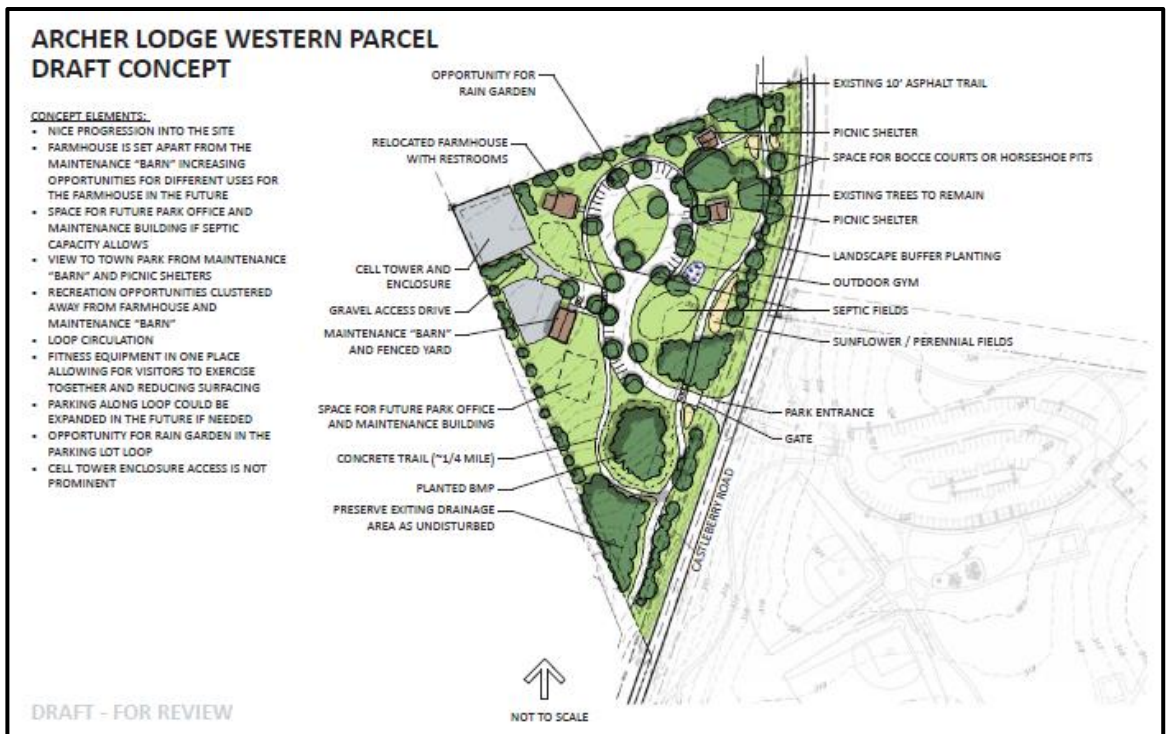 ARCHER LODGE WESTERN PARCEL
DRAFT CONCEPT
CONCEPT ELEMENTS:
• NICE PROGRESSION INTO THE SITE
• FARMHOUSE IS SET APART FROM THE
MAINTENANCE “BARN” INCREASING
OPPORTUNITIES FOR DIFFERENT USES FOR
THE FARMHOUSE IN THE FUTURE
• SPACE FOR FUTURE PARK OFFICE AND
MAINTENANCE BUILDING IF SEPTIC
CAPACITY ALLOWS
• VIEW TO TOWN PARK FROM MAINTENANCE
“BARN” AND PICNIC SHELTERS
• RECREATION OPPORTUNITIES CLUSTERED
AWAY FROM FARMHOUSE AND
MAINTENANCE “BARN”
• LOOP CIRCULATION
• FITNESS EQUIPMENT IN ONE PLACE
ALLOWING FOR VISITORS TO EXERCISE
TOGETHER AND REDUCING SURFACING
• PARKING ALONG LOOP COULD BE
EXPANDED IN THE FUTURE IF NEEDED
• OPPORTUNITY FOR RAIN GARDEN IN THE
PARKING LOT LOOP
• CELL TOWER ENCLOSURE ACCESS IS NOT
PROMINENT
OPPORTUNITY FOR
RAIN GARDEN
RELOCATED FARMHOUSE
WITH RESTROOMS
CELL TOWER AND
ENCLOSURE
GRAVEL ACCESS DRIVE
MAINTENANCE “BARN”
AND FENCED YARD
SPACE FOR FUTURE PARK OFFICE
AND MAINTENANCE BUILDING
CONCRETE TRAIL (~1/4 MILE)
PLANTED BMP
PRESERVE EXITING DRAINAGE
AREA AS UNDISTURBED
EXISTING 10' ASPHALT TRAIL
PICNIC SHELTER
SPACE FOR BOCCE COURTS OR HORSESHOE PITS
EXISTING TREES TO REMAIN
PICNIC SHELTER
LANDSCAPE BUFFER PLANTING
OUTDOOR GYM
SEPTIC FIELDS
SUNFLOWER / PERENNIAL FIELDS
PARK ENTRANCE
GATE
CASTLEBERRY ROAD
NOT TO SCALE
DRAFT - FOR REVIEW